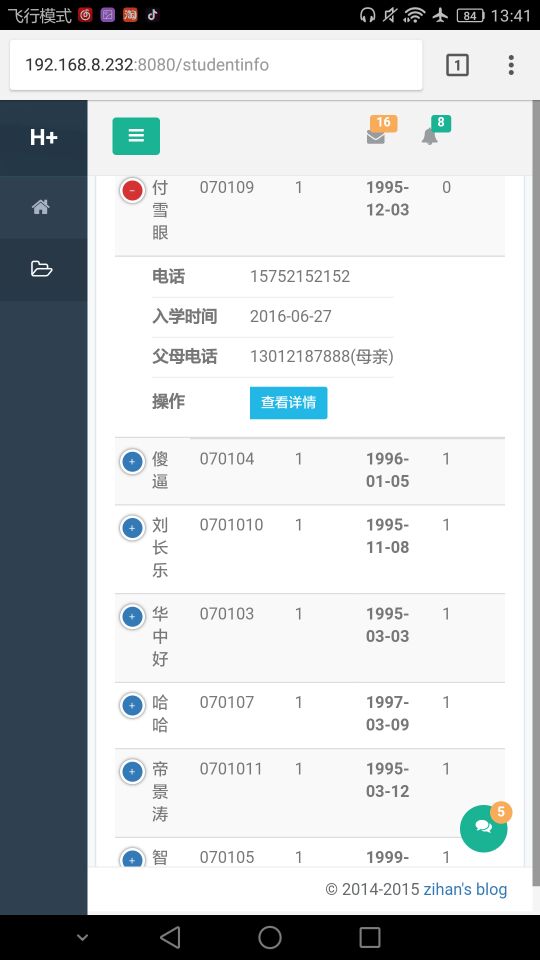 飞行模式 84 13:41
192.168.8.232:8080/studentinfo 1
H+ 16 8
付雪眼 070109 1 1995-12-03 0
电话 15752152152
入学时间 2016-06-27
父母电话 13012187888(母亲)
操作 查看详情
傻逼 070104 1 1996-01-05 1
刘长乐 0701010 1 1995-11-08 1
华中好 070103 1 1995-03-03 1
哈哈 070107 1 1997-03-09 1
帝景涛 0701011 1 1995-03-12 1
5
智 070105 1 1999- 1
© 2014-2015 zihan's blog